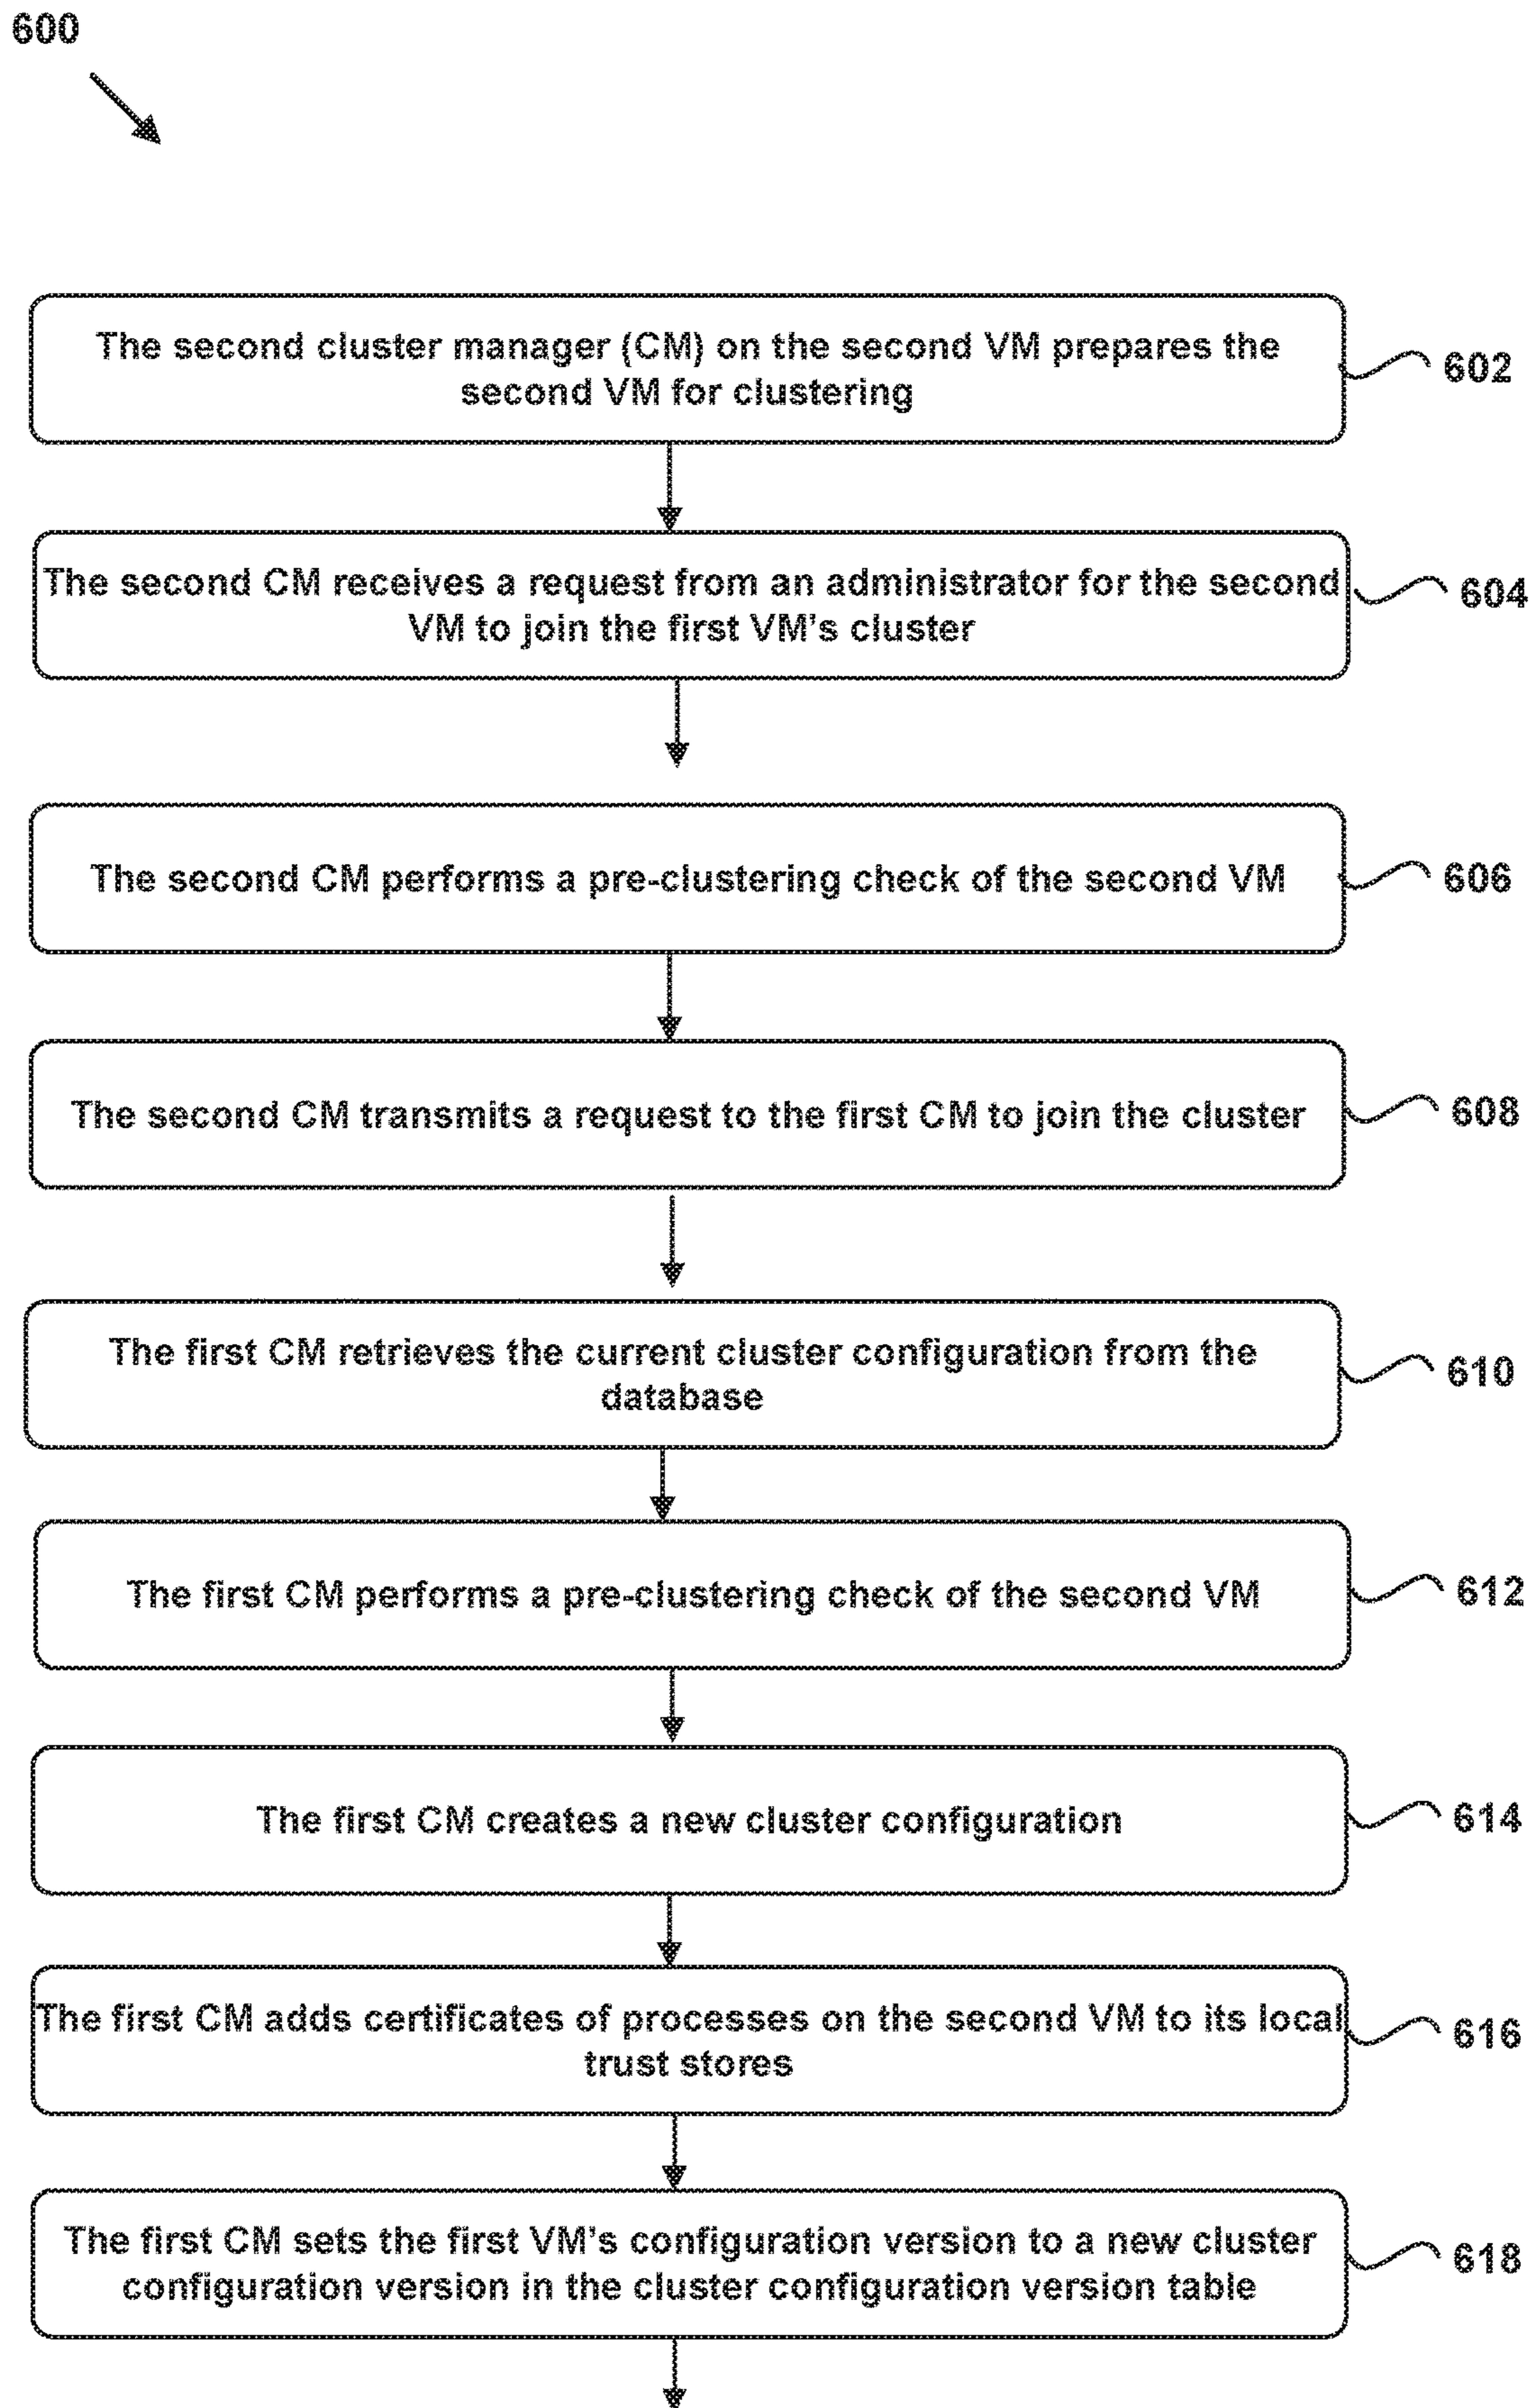 600
The second cluster manager (CM) on the second VM prepares the
second VM for clustering
602
The second CM receives a request from an administrator for the second
VM to join the first VM's cluster
604
The second CM performs a pre-clustering check of the second VM
606
The second CM transmits a request to the first CM to join the cluster
608
The first CM retrieves the current cluster configuration from the
database
610
The first CM performs a pre-clustering check of the second VM
612
The first CM creates a new cluster configuration
614
The first CM adds certificates of processes on the second VM to its local
trust stores
616
The first CM sets the first VM's configuration version to a new cluster
configuration version in the cluster configuration version table
618